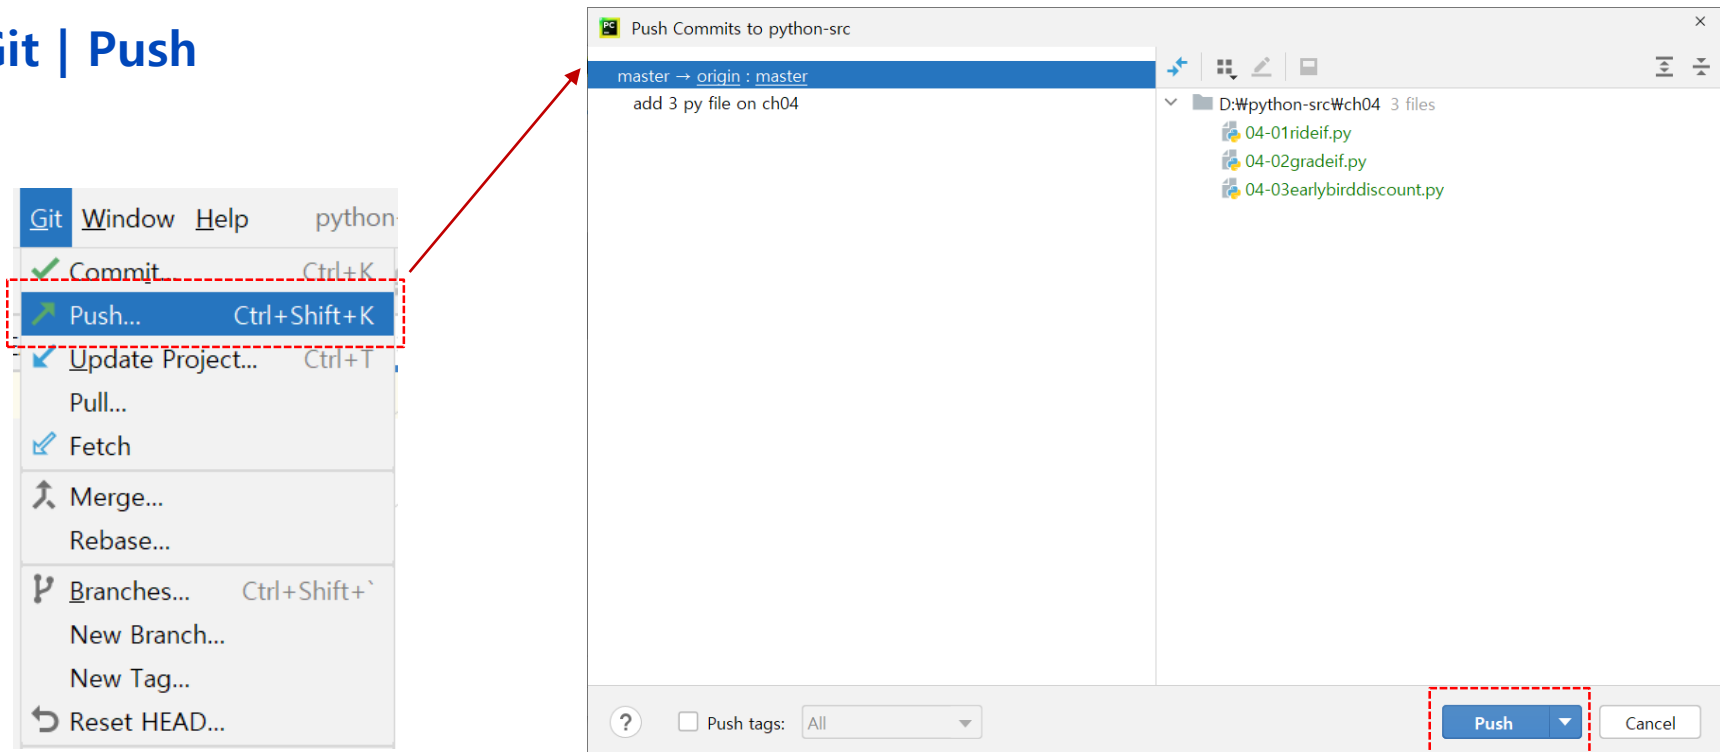 it | Push
Git Window Help python-
Commit... Ctrl+K
Push... Ctrl+Shift+K
Update Project... Ctrl+T
Pull...
Fetch
Merge...
Rebase...
Branches... Ctrl+Shift+`
New Branch...
New Tag...
Reset HEAD...
PC
Push Commits to python-src
master → origin : master
add 3 py file on ch04
D:₩python-src₩ch04 3 files
04-01rideif.py
04-02gradeif.py
04-03earlybirddiscount.py
? Push tags: All
Push Cancel